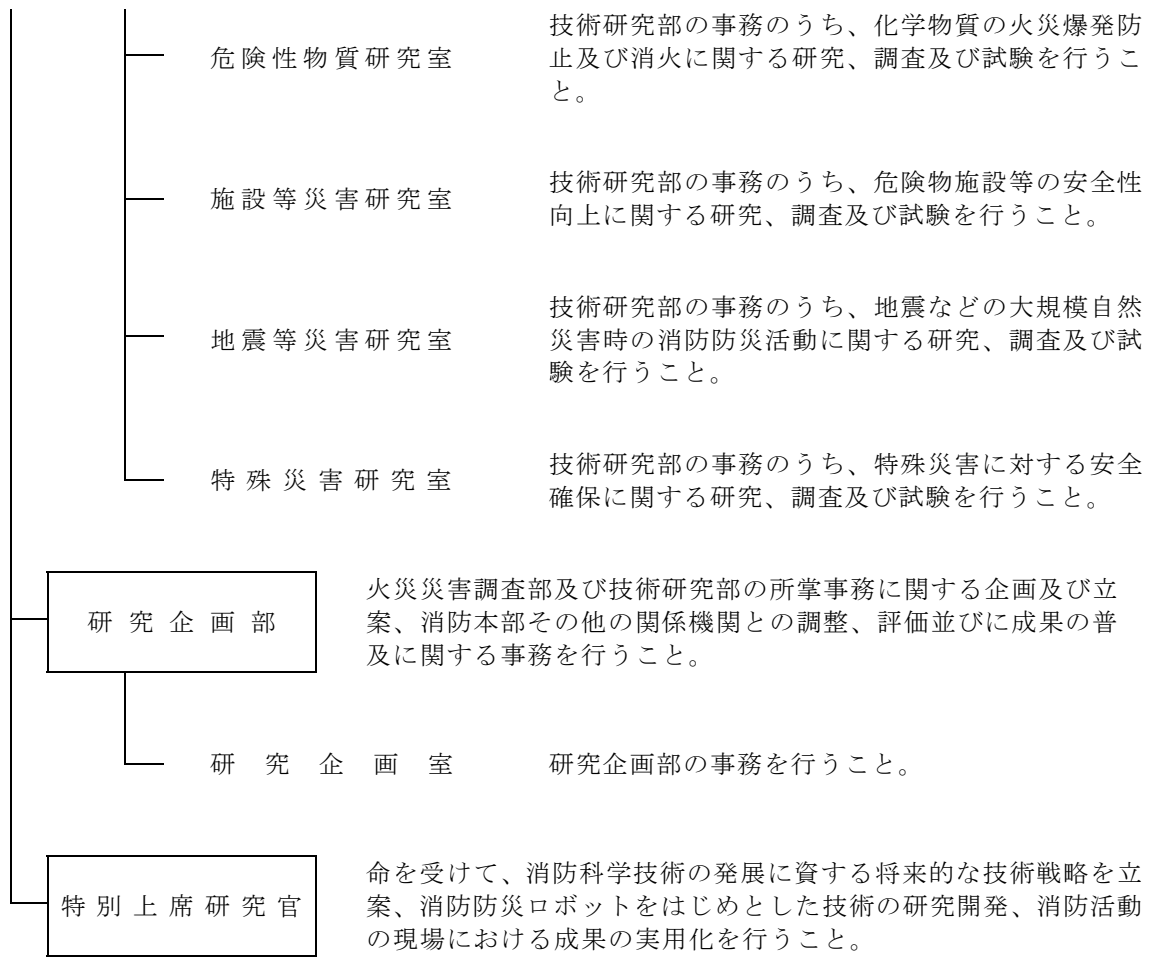 危険性物質研究室
技術研究部の事務のうち、化学物質の火災爆発防
止及び消火に関する研究、調査及び試験を行うこ
と。
施設等災害研究室
技術研究部の事務のうち、危険物施設等の安全性
向上に関する研究、調査及び試験を行うこと。
地震等災害研究室
技術研究部の事務のうち、地震などの大規模自然
災害時の消防防災活動に関する研究、調査及び試
験を行うこと。
特殊災害研究室
技術研究部の事務のうち、特殊災害に対する安全
確保に関する研究、調査及び試験を行うこと。
研究企画部
火災災害調査部及び技術研究部の所掌事務に関する企画及び立
案、消防本部その他の関係機関との調整、評価並びに成果の普
及に関する事務を行うこと。
研究企画室
研究企画部の事務を行うこと。
特別上席研究官
命を受けて、消防科学技術の発展に資する将来的な技術戦略を立
案、消防防災ロボットをはじめとした技術の研究開発、消防活動
の現場における成果の実用化を行うこと。